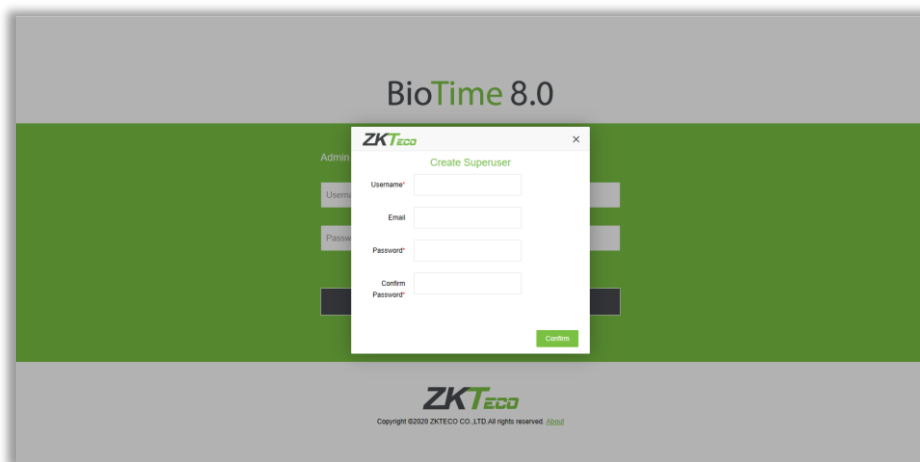 BioTime 8.0
ZKTECO
×
Admin
Create Superuser
Username*
Email
Password*
Confirm
Password*
Confirm
ZKTECO
Copyright ©2020 ZKTECO CO.,LTD.All rights reserved. About